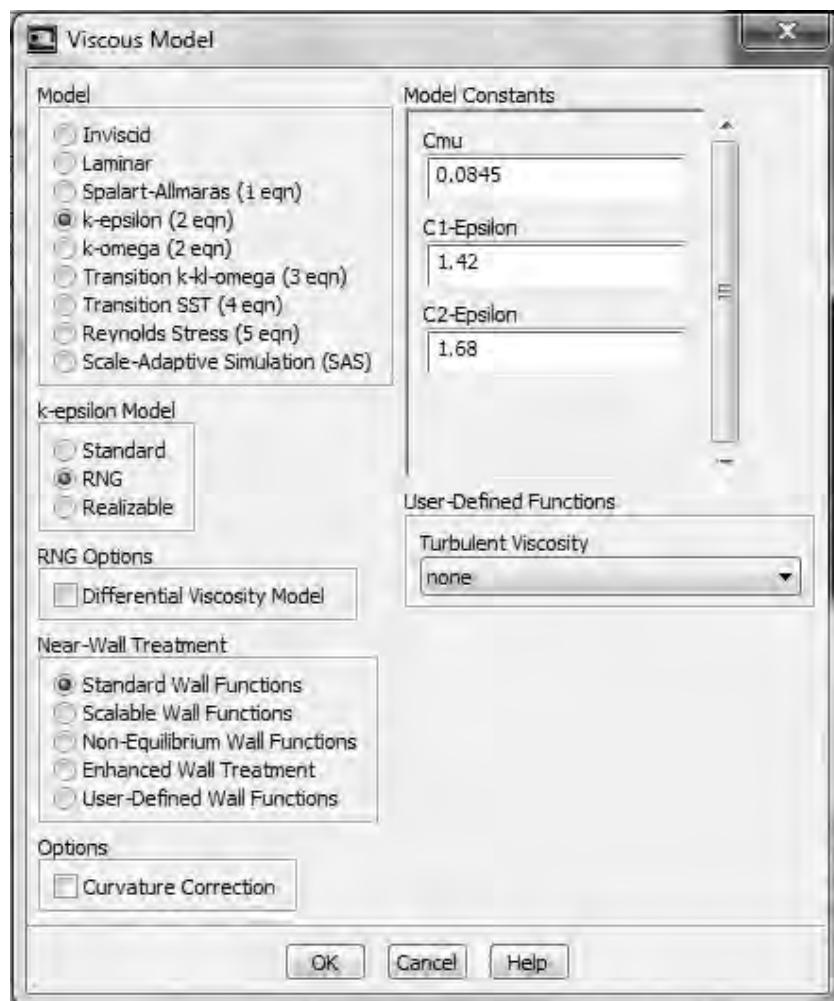 Viscous Model
Model
Inviscid
Laminar
Spalart-Allmaras (1 eqn)
k-epsilon (2 eqn)
k-omega (2 eqn)
Transition k-kl-omega (3 eqn)
Transition SST (4 eqn)
Reynolds Stress (5 eqn)
Scale-Adaptive Simulation (SAS)
k-epsilon Model
Standard
RNG
Realizable
RNG Options
Differential Viscosity Model
Near-Wall Treatment
Standard Wall Functions
Scalable Wall Functions
Non-Equilibrium Wall Functions
Enhanced Wall Treatment
User-Defined Wall Functions
Options
Curvature Correction
Model Constants
Cmu
0.0845
C1-Epsilon
1.42
C2-Epsilon
1.68
User-Defined Functions
Turbulent Viscosity
none
OK Cancel Help